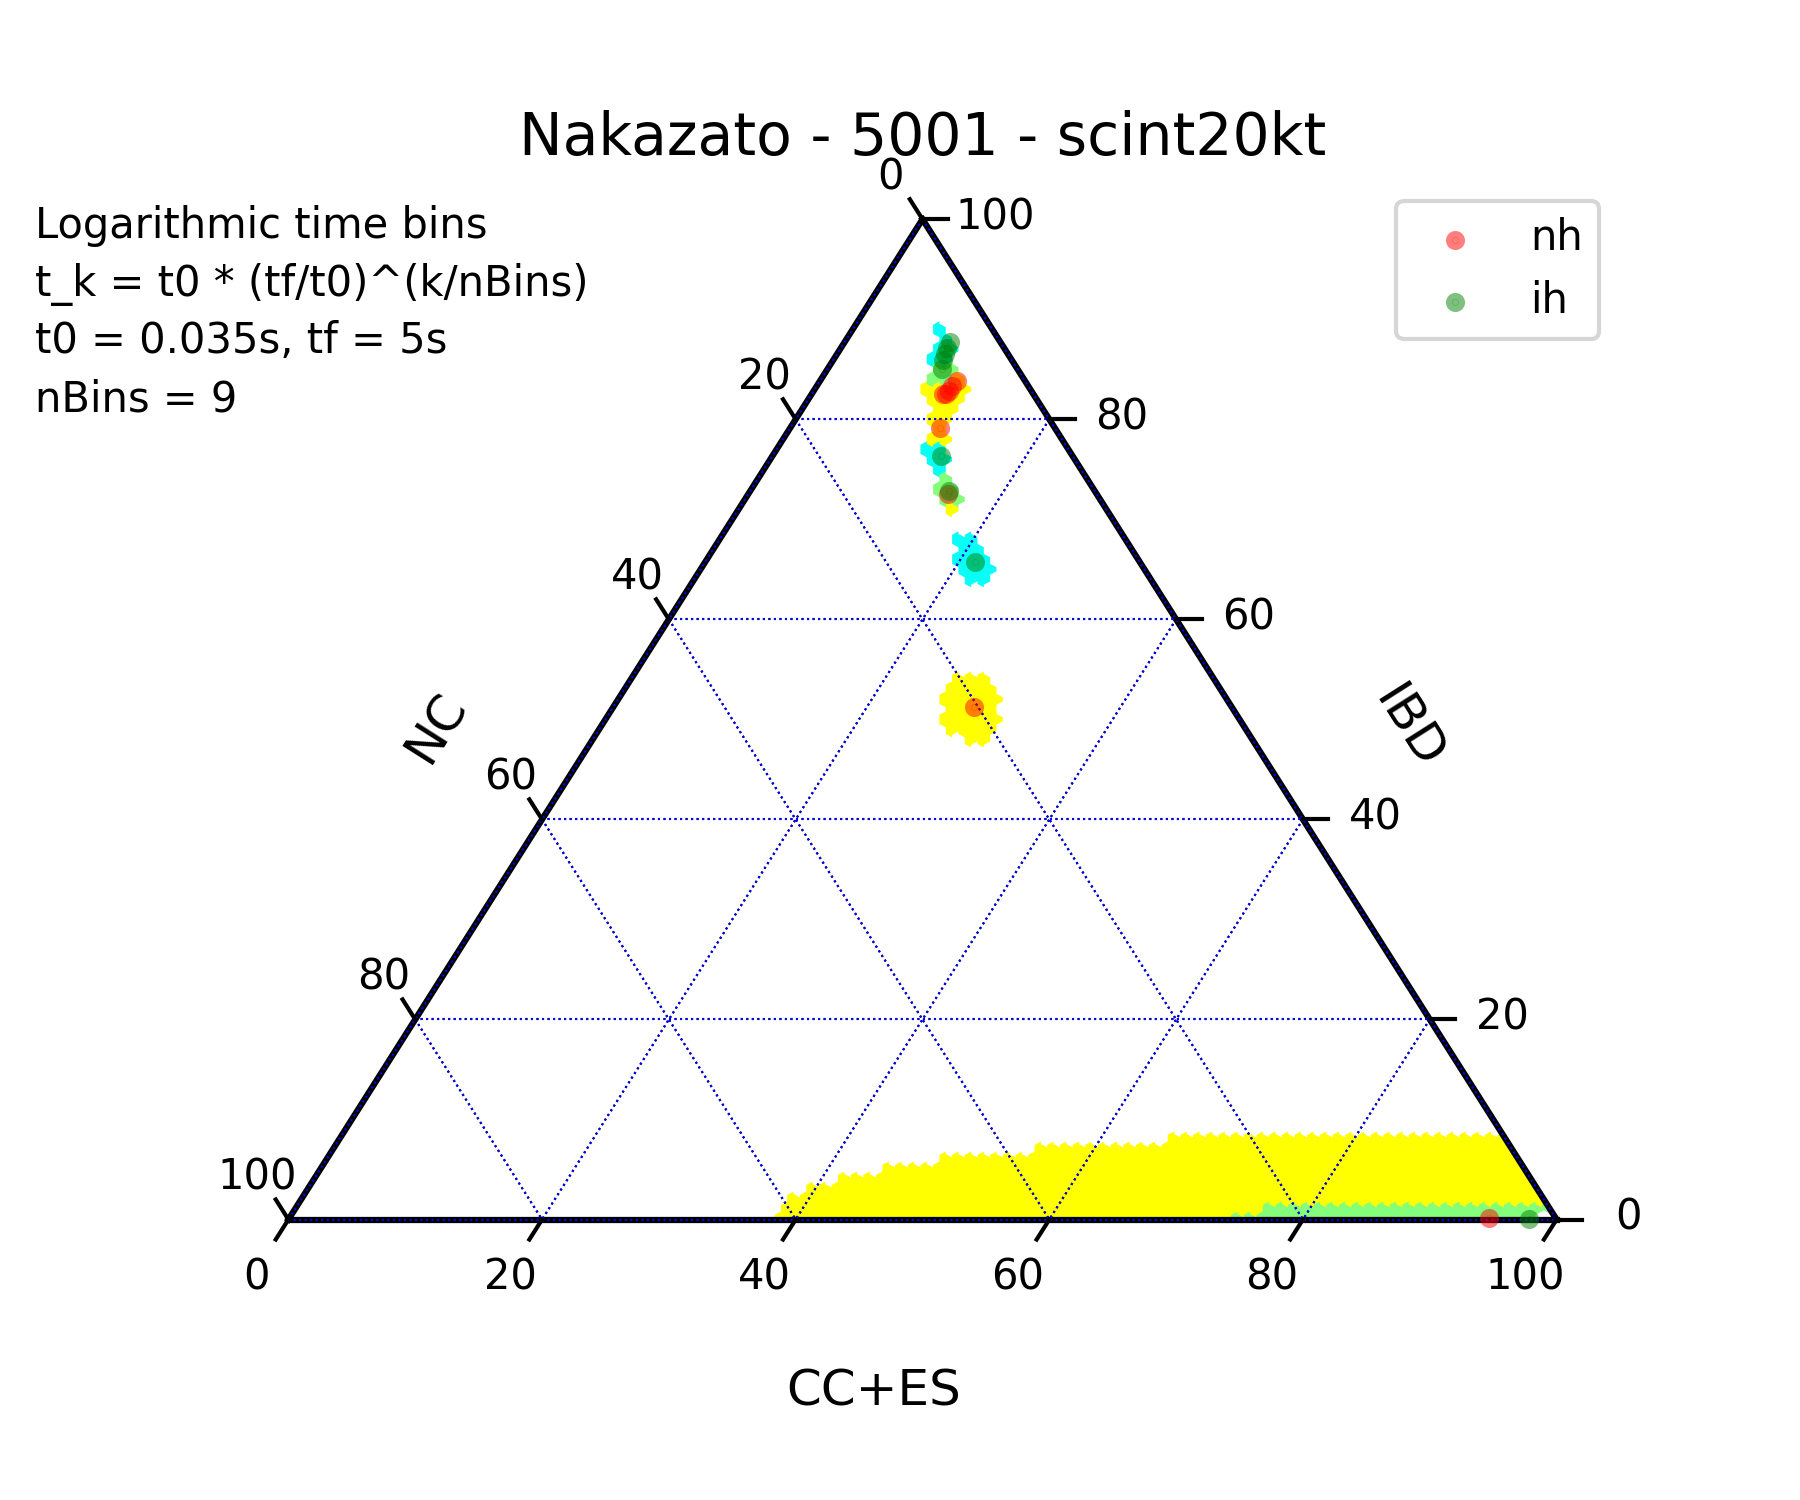 Nakazato - 5001 - scint20kt
Logarithmic time bins
t_k = t0 * (tf/t0)^(k/nBins)
t0 = 0.035s, tf = 5s
nBins = 9
nh
ih
0
100
20
80
40
60
NC
IBD
60
40
80
20
100
0
0
20
40
60
80
100
CC+ES